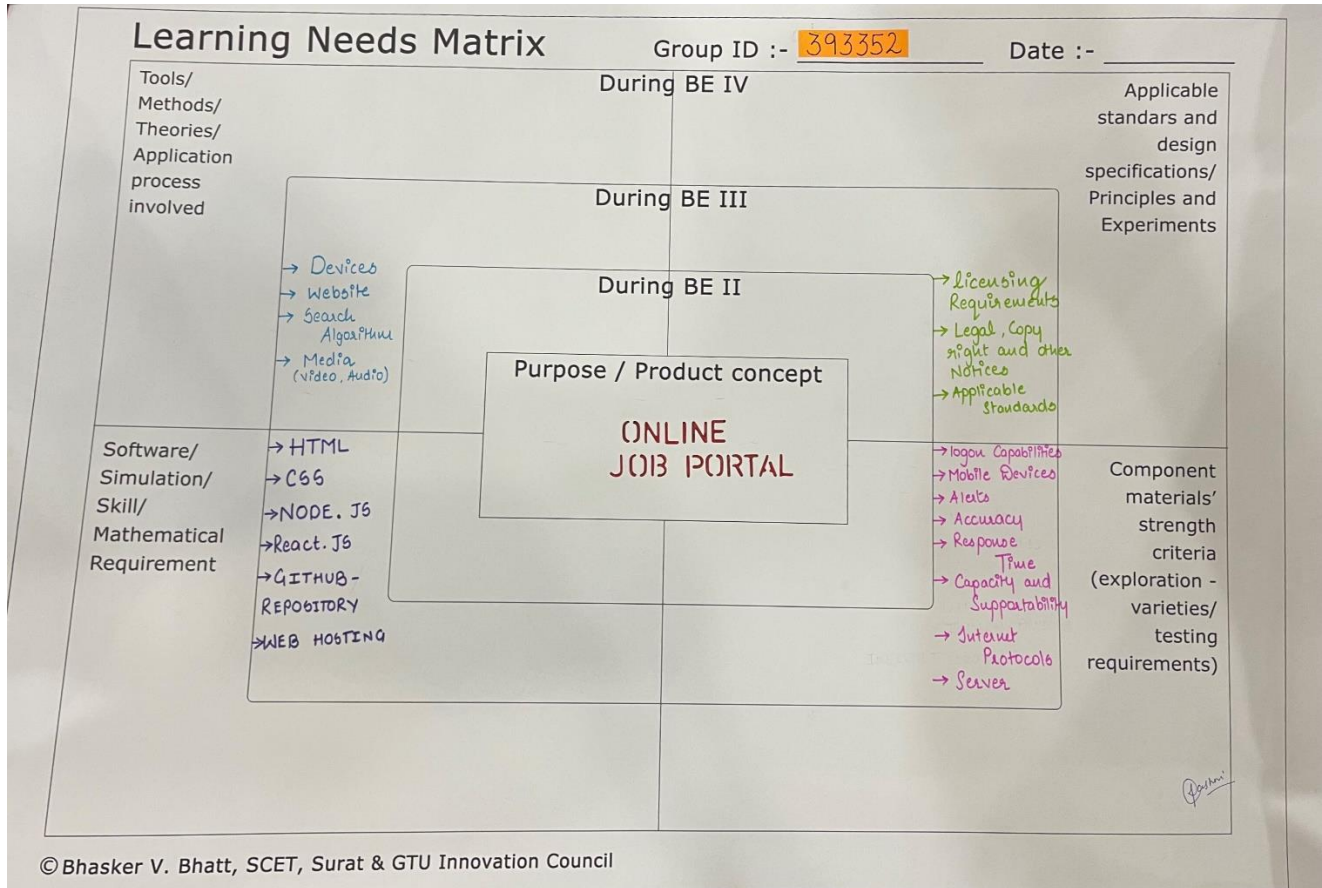 Learning Needs Matrix
Group ID :- 393352
Date :-
Tools/
Methods/
Theories/
Application
process
involved
During BE IV
Applicable
standars and
design
specifications/
Principles and
Experiments
During BE III
During BE II
→ Devices
→ Website
→ Search
Algorithm
→ Media
(Video, Audio)
→ licensing
Requirements
→ Legal, Copy
right and other
Notices
→ Applicable
Standards
Purpose / Product concept
ONLINE
JOB PORTAL
Software/
Simulation/
Skill/
Mathematical
Requirement
→ HTML
→ CSS
→ NODE. JS
→ React. JS
→ GITHUB-
REPOSITORY
→ WEB HOSTING
→ logon Capabilities
→ Mobile Devices
→ Alerts
→ Accuracy
→ Response
Time
→ Capacity and
Supportability
→ Internet
Protocols
→ Server
Component
materials’
strength
criteria
(exploration -
varieties/
testing
requirements)
© Bhasker V. Bhatt, SCET, Surat & GTU Innovation Council